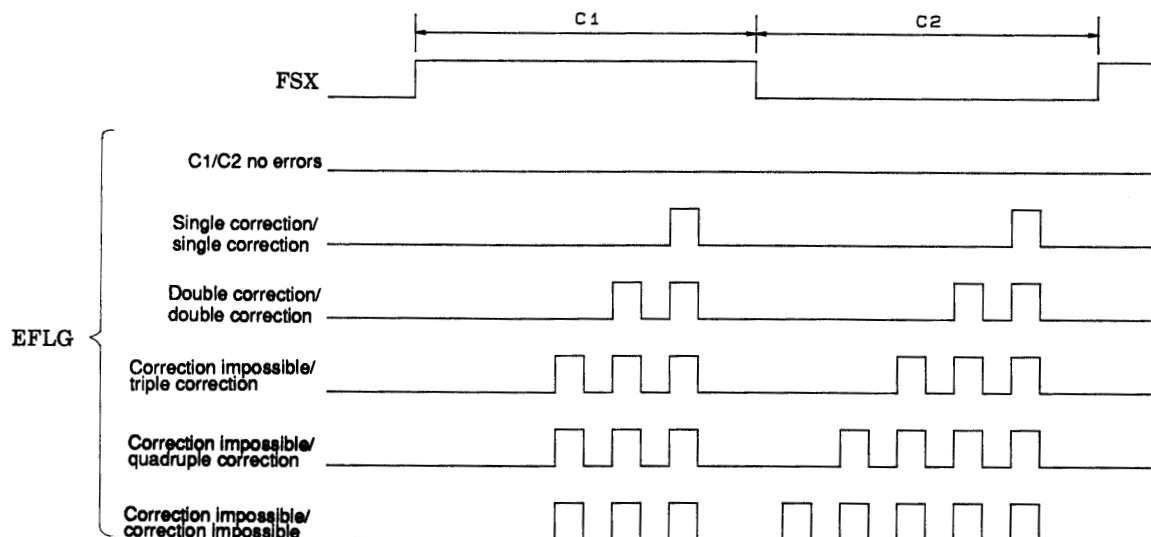 C1
C2
FSX
C1/C2 no errors
Single correction/
single correction
Double correction/
double correction
EFLG
Correction impossible/
triple correction
Correction impossible/
quadruple correction
Correction impossible/
correction impossible